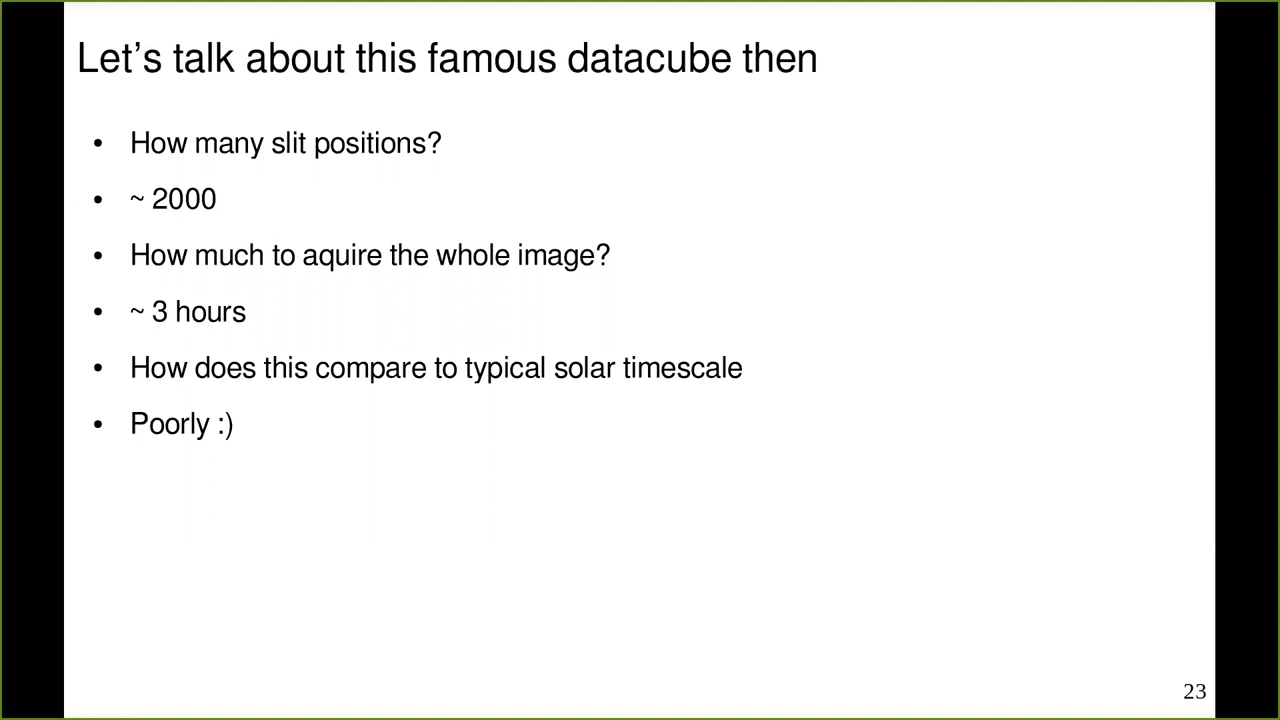 Let’s talk about this famous datacube then
• How many slit positions?
• ~ 2000
• How much to aquire the whole image?
• ~ 3 hours
• How does this compare to typical solar timescale
• Poorly :)
23